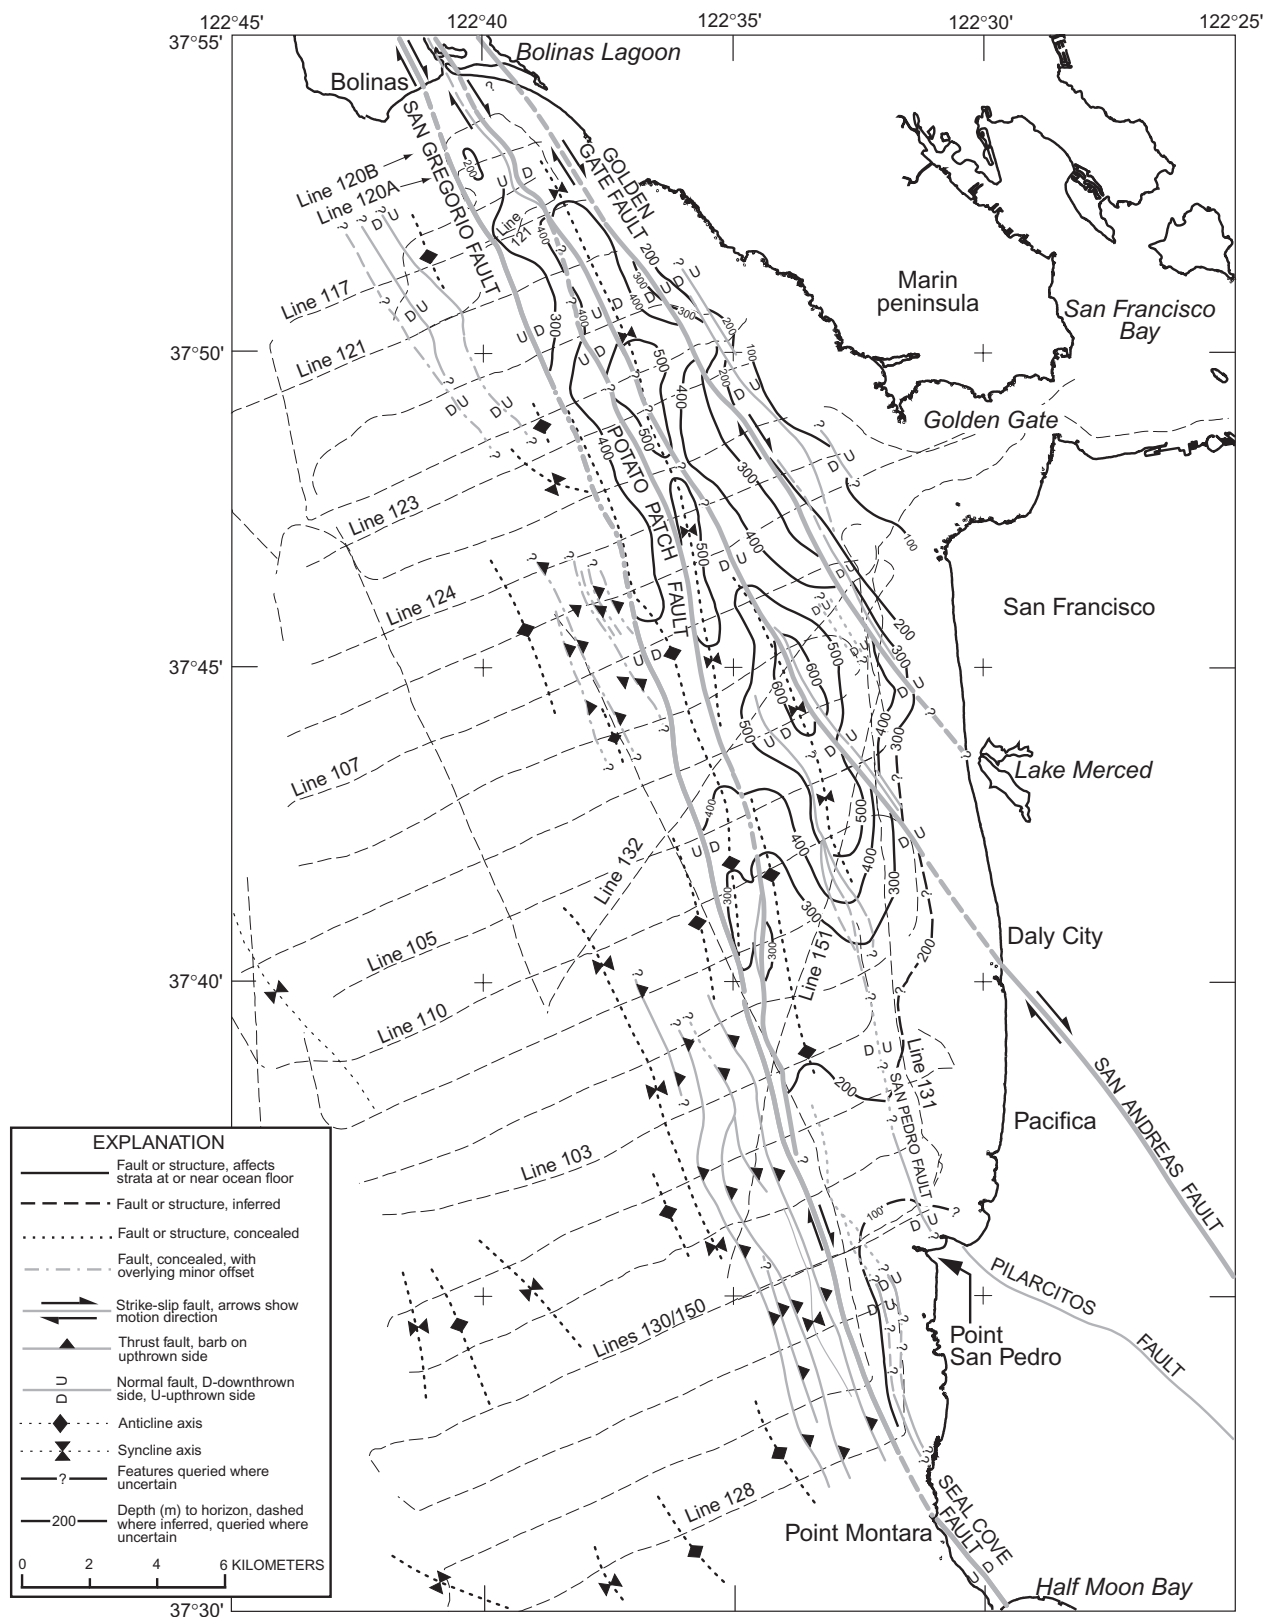 122°45'
122°40'
122°35'
122°30'
122°25'
37°55'
Bolinas Lagoon
Bolinas
SAN GREGORIO FAULT
GOLDEN
GATE FAULT
Line 120B
Line 120A
Line
121
Line 117
Line 121
Marin
peninsula
San Francisco
Bay
37°50'
Golden Gate
POTATO PATCH FAULT
Line 123
Line 124
San Francisco
37°45'
Line 107
Lake Merced
Line 132
Line 105
Line 151
Daly City
37°40'
Line 110
Line 131
SAN PEDRO FAULT
SAN ANDREAS FAULT
Pacifica
Line 103
PILARCITOS
FAULT
Lines 130/150
Point
San Pedro
Line 128
Point Montara
SEAL COVE
FAULT
Half Moon Bay
37°30'
200
300
400
500
600
100
100'
U
D
?
EXPLANATION
Fault or structure, affects
strata at or near ocean floor
Fault or structure, inferred
Fault or structure, concealed
Fault, concealed, with
overlying minor offset
Strike-slip fault, arrows show
motion direction
Thrust fault, barb on
upthrown side
U
D
Normal fault, D-downthrown
side, U-upthrown side
Anticline axis
Syncline axis
?
Features queried where
uncertain
200
Depth (m) to horizon, dashed
where inferred, queried where
uncertain
0 2 4 6 KILOMETERS